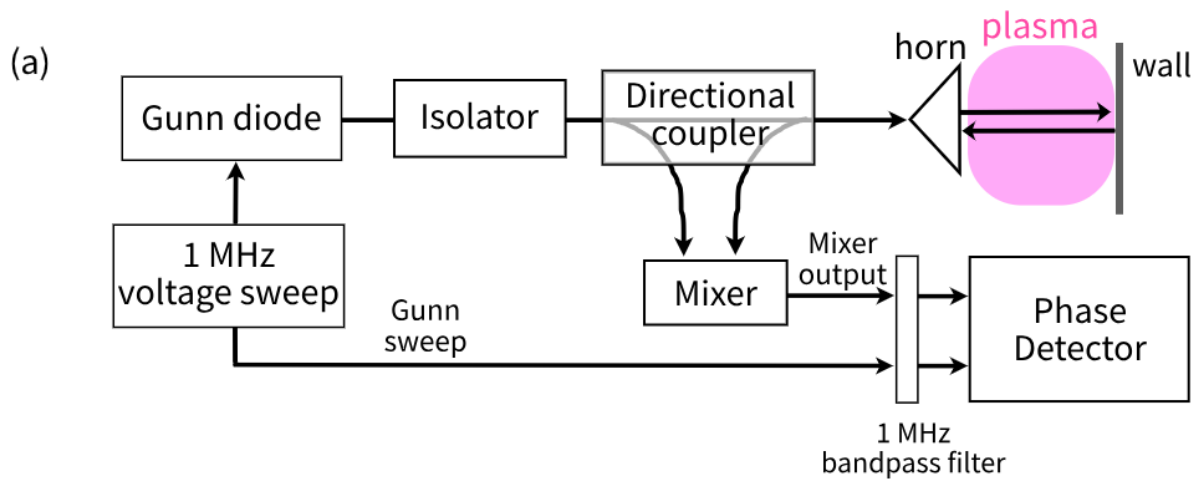 (a)
Gunn diode
Isolator
Directional
coupler
horn
plasma
wall
1 MHz
voltage sweep
Gunn
sweep
Mixer
Mixer
output
Phase
Detector
1 MHz
bandpass filter